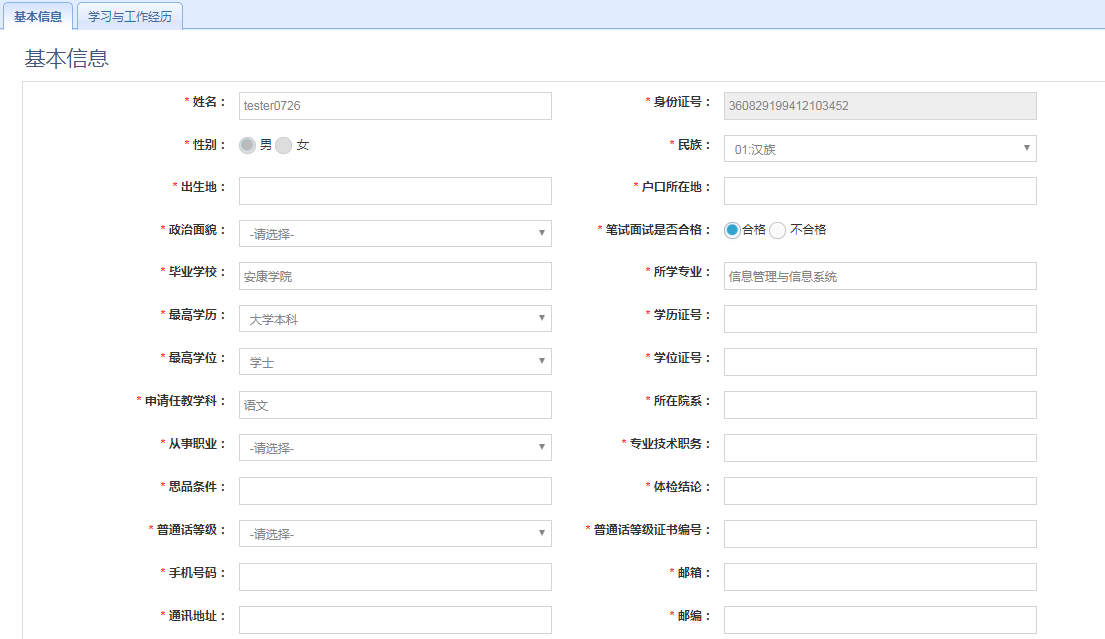 基本信息 学习与工作经历
基本信息
* 姓名： tester0726 * 身份证号： 360829199412103452
* 性别： 男 女 * 民族： 01:汉族
* 出生地： * 户口所在地：
* 政治面貌： -请选择- * 笔试面试是否合格： 合格 不合格
* 毕业学校： 安康学院 * 所学专业： 信息管理与信息系统
* 最高学历： 大学本科 * 学历证号：
* 最高学位： 学士 * 学位证号：
* 申请任教学科： 语文 * 所在院系：
* 从事职业： -请选择- * 专业技术职务：
* 思品条件： * 体检结论：
* 普通话等级： -请选择- * 普通话等级证书编号：
* 手机号码： * 邮箱：
* 通讯地址： * 邮编：